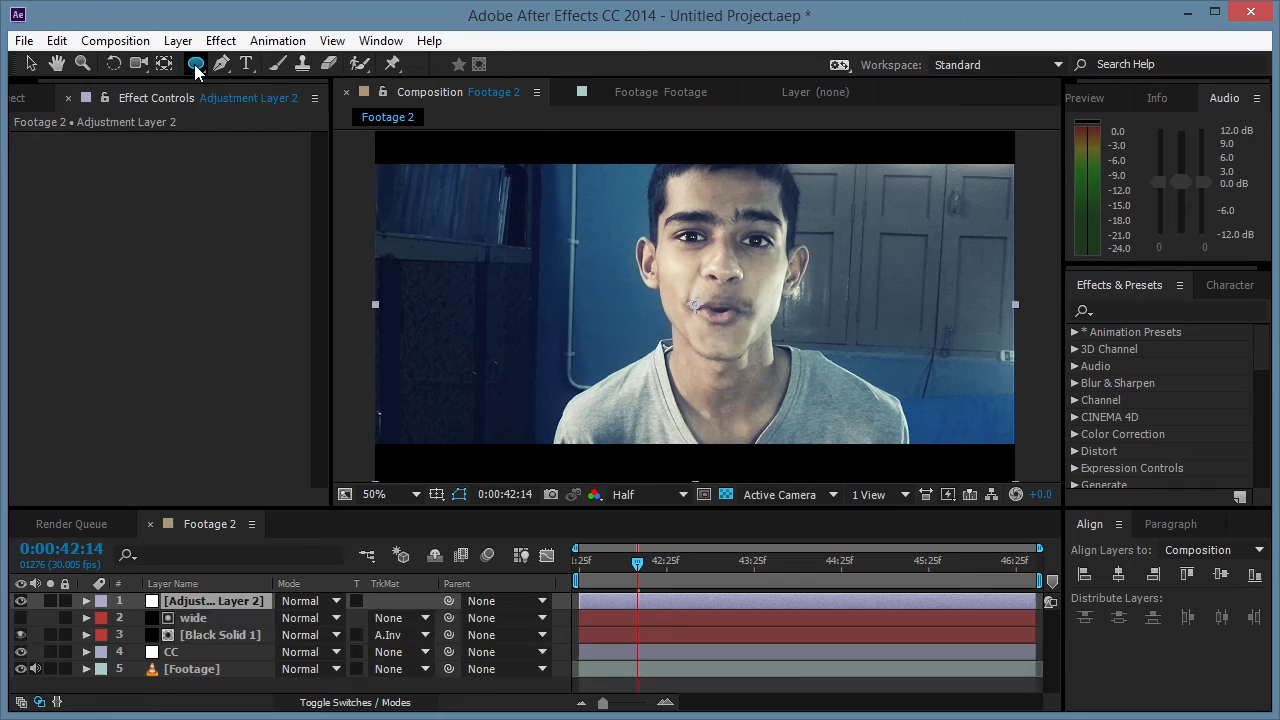 Ae
Adobe After Effects CC 2014 - Untitled Project.aep *
File Edit Composition Layer Effect Animation View Window Help
T Workspace: Standard Search Help
ect × Effect Controls Adjustment Layer 2
Footage 2 • Adjustment Layer 2
× Composition Footage 2
Footage Footage
Layer (none)
Footage 2
50% 0:00:42:14 Half Active Camera 1 View +0.0
Preview Info Audio
0.0
-3.0
-6.0
-9.0
-12.0
-15.0
-18.0
-21.0
-24.0
12.0 dB
9.0
6.0
3.0
0.0 dB
-6.0
-12.0 dB
0 0
Effects & Presets Character
* Animation Presets
3D Channel
Audio
Blur & Sharpen
Channel
CINEMA 4D
Color Correction
Distort
Expression Controls
Generate
Render Queue × Footage 2
0:00:42:14
01276 (30.005 fps)
:25f 42:25f 43:25f 44:25f 45:25f 46:25f
# Layer Name Mode T TrkMat Parent
1 [Adjust... Layer 2] Normal None
2 wide Normal None None
3 [Black Solid 1] Normal A.Inv None
4 CC Normal None None
5 [Footage] Normal None None
Toggle Switches / Modes
Align Paragraph
Align Layers to: Composition
Distribute Layers: